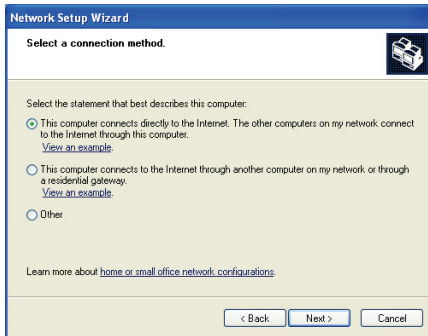 Network Setup Wizard
Select a connection method.
Select the statement that best describes this computer:
This computer connects directly to the Internet. The other computers on my network connect
to the Internet through this computer.
View an example.
This computer connects to the Internet through another computer on my network or through
a residential gateway.
View an example.
Other
Learn more about home or small office network configurations.
< Back Next > Cancel